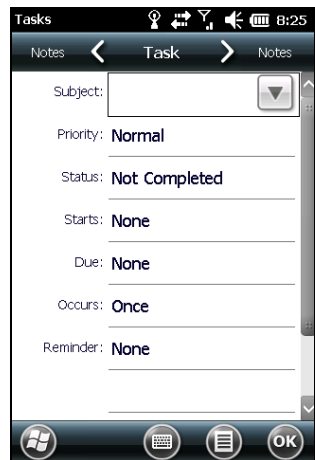 Tasks 8:25
Notes Task Notes
Subject:
Priority: Normal
Status: Not Completed
Starts: None
Due: None
Occurs: Once
Reminder: None
OK